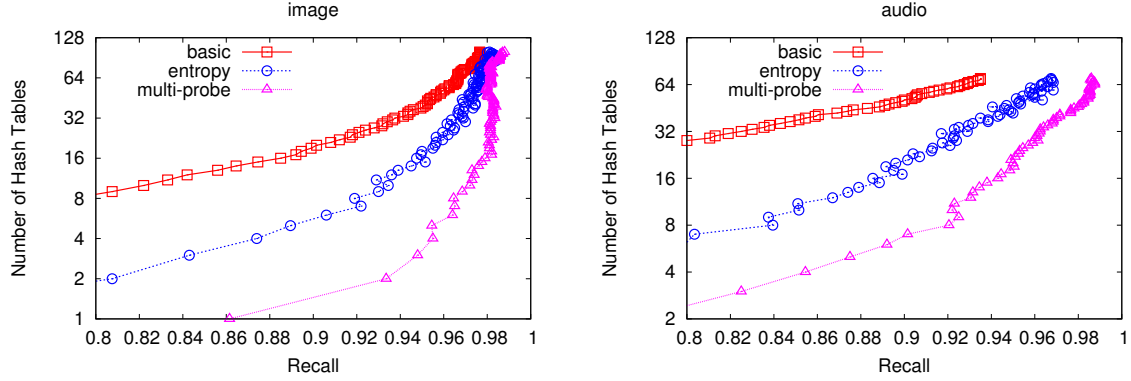 image
Number of Hash Tables
128
64
32
16
8
4
2
1
basic
entropy
multi-probe
0.8 0.82 0.84 0.86 0.88 0.9 0.92 0.94 0.96 0.98 1
Recall
audio
Number of Hash Tables
128
64
32
16
8
4
2
basic
entropy
multi-probe
0.8 0.82 0.84 0.86 0.88 0.9 0.92 0.94 0.96 0.98 1
Recall